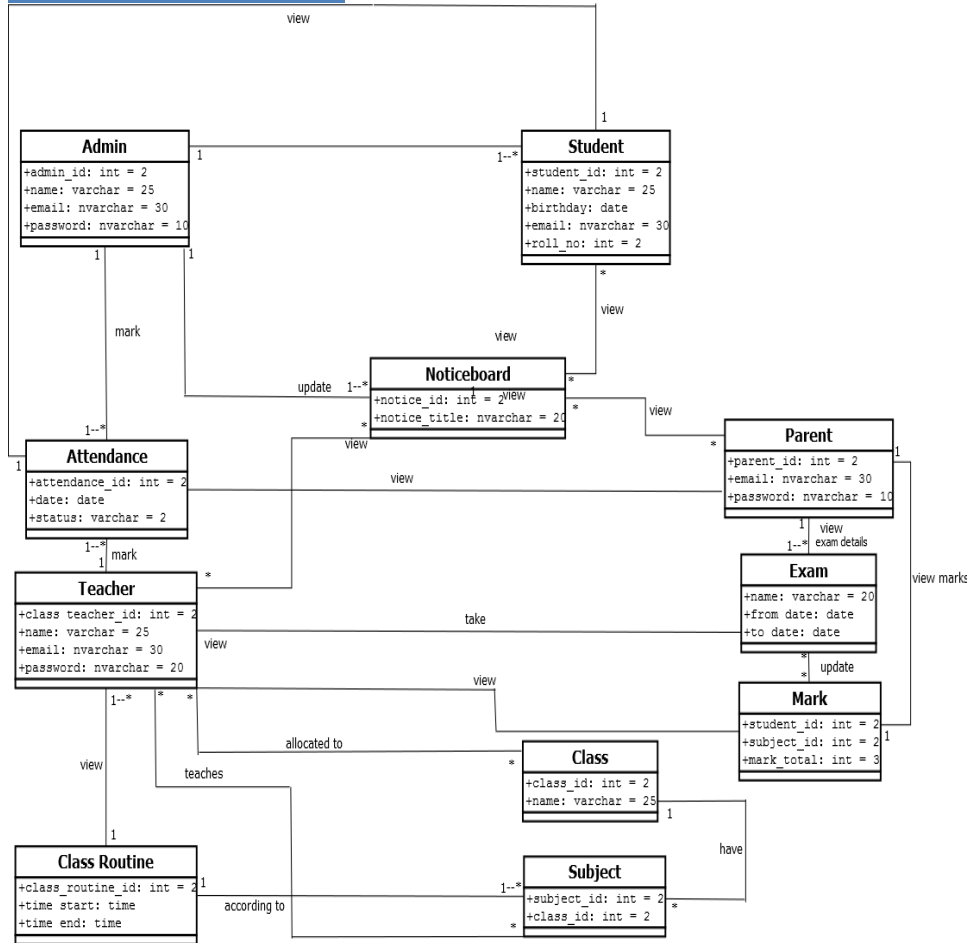 view
1
Admin
+admin_id: int = 2
+name: varchar = 25
+email: nvarchar = 30
+password: nvarchar = 10
1
1--*
Student
+student_id: int = 2
+name: varchar = 25
+birthday: date
+email: nvarchar = 30
+roll_no: int = 2
1
1
*
view
mark
view
update
1--*
Noticeboard
1
view
+notice_id: int = 2
+notice_title: nvarchar = 20
*
*
*
view
view
*
Parent
+parent_id: int = 2
+email: nvarchar = 30
+password: nvarchar = 10
1
1--*
1
Attendance
+attendance_id: int = 2
+date: date
+status: varchar = 2
view
1
view
1--*
exam details
1--*
1
mark
Teacher
+class teacher_id: int = 2
+name: varchar = 25
+email: nvarchar = 30
+password: nvarchar = 20
*
take
view
Exam
+name: varchar = 20
+from date: date
+to date: date
view marks
*
update
*
Mark
+student_id: int = 2
+subject_id: int = 2
+mark_total: int = 3
1
view
1--*
*
*
allocated to
*
Class
+class_id: int = 2
+name: varchar = 25
1
view
teaches
have
1
Class Routine
+class_routine_id: int = 2
+time start: time
+time end: time
1
according to
1--*
Subject
+subject_id: int = 2
+class_id: int = 2
*
*